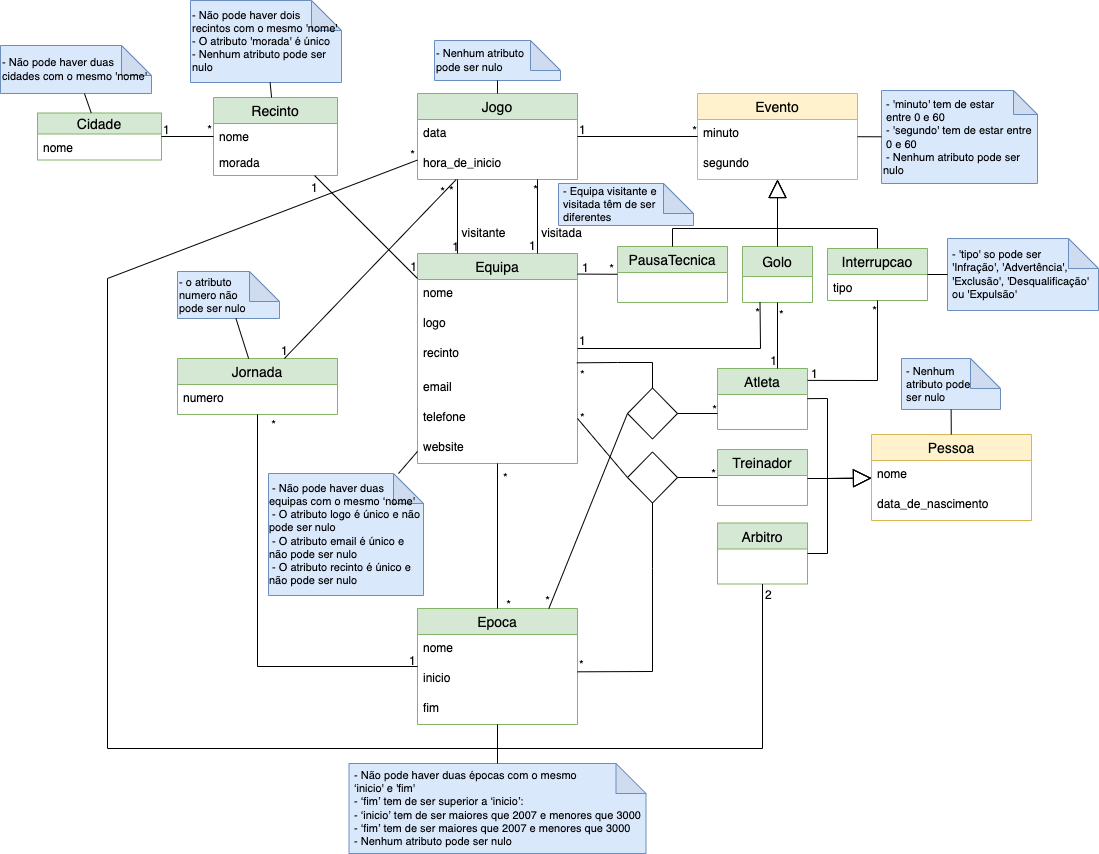 - Não pode haver dois
recintos com o mesmo 'nome'
- O atributo 'morada' é único
- Nenhum atributo pode ser
nulo
- Não pode haver duas
cidades com o mesmo 'nome'
- Nenhum atributo
pode ser nulo
Cidade
nome
1
*
Recinto
nome
morada
1
Jogo
data
hora_de_inicio
1
*
*
*
*
*
Evento
minuto
segundo
- 'minuto' tem de estar
entre 0 e 60
- 'segundo' tem de estar entre
0 e 60
- Nenhum atributo pode ser
nulo
- Equipa visitante e
visitada têm de ser
diferentes
visitante
visitada
1
1
1
Equipa
nome
logo
recinto
email
telefone
website
1
*
PausaTecnica
Golo
Interrupcao
tipo
- 'tipo' so pode ser
'Infração', 'Advertência',
'Exclusão', 'Desqualificação'
ou 'Expulsão'
- o atributo
numero não
pode ser nulo
*
*
*
1
1
1
1
Jornada
numero
*
*
*
*
*
Atleta
Treinador
Arbitro
- Nenhum
atributo pode
ser nulo
Pessoa
nome
data_de_nascimento
- Não pode haver duas
equipas com o mesmo 'nome'
- O atributo logo é único e não
pode ser nulo
- O atributo email é único e
não pode ser nulo
- O atributo recinto é único e
não pode ser nulo
*
*
*
2
Epoca
nome
inicio
fim
1
*
- Não pode haver duas épocas com o mesmo
'inicio' e 'fim'
- ‘fim’ tem de ser superior a ‘inicio’:
- ‘inicio’ tem de ser maiores que 2007 e menores que 3000
- ‘fim’ tem de ser maiores que 2007 e menores que 3000
- Nenhum atributo pode ser nulo